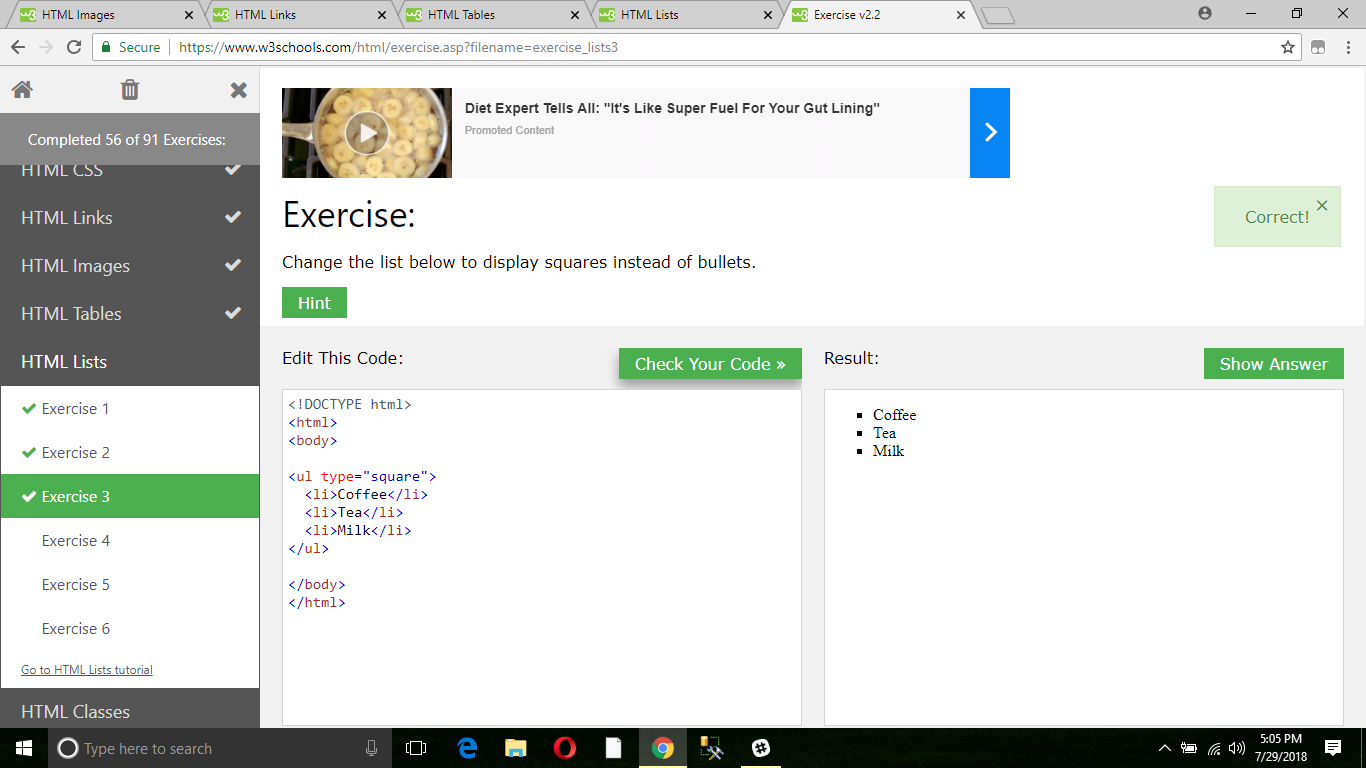 HTML Images
HTML Links
HTML Tables
HTML Lists
Exercise v2.2
Secure
https://www.w3schools.com/html/exercise.asp?filename=exercise_lists3
Completed 56 of 91 Exercises:
HTML CSS
HTML Links
HTML Images
HTML Tables
HTML Lists
Exercise 1
Exercise 2
Exercise 3
Exercise 4
Exercise 5
Exercise 6
Go to HTML Lists tutorial
HTML Classes
Diet Expert Tells All: "It's Like Super Fuel For Your Gut Lining"
Promoted Content
Exercise:
Correct!
Change the list below to display squares instead of bullets.
Hint
Edit This Code:
Check Your Code »
<!DOCTYPE html>
<html>
<body>
<ul type="square">
<li>Coffee</li>
<li>Tea</li>
<li>Milk</li>
</ul>
</body>
</html>
Result:
Show Answer
Coffee
Tea
Milk
Type here to search
5:05 PM
7/29/2018